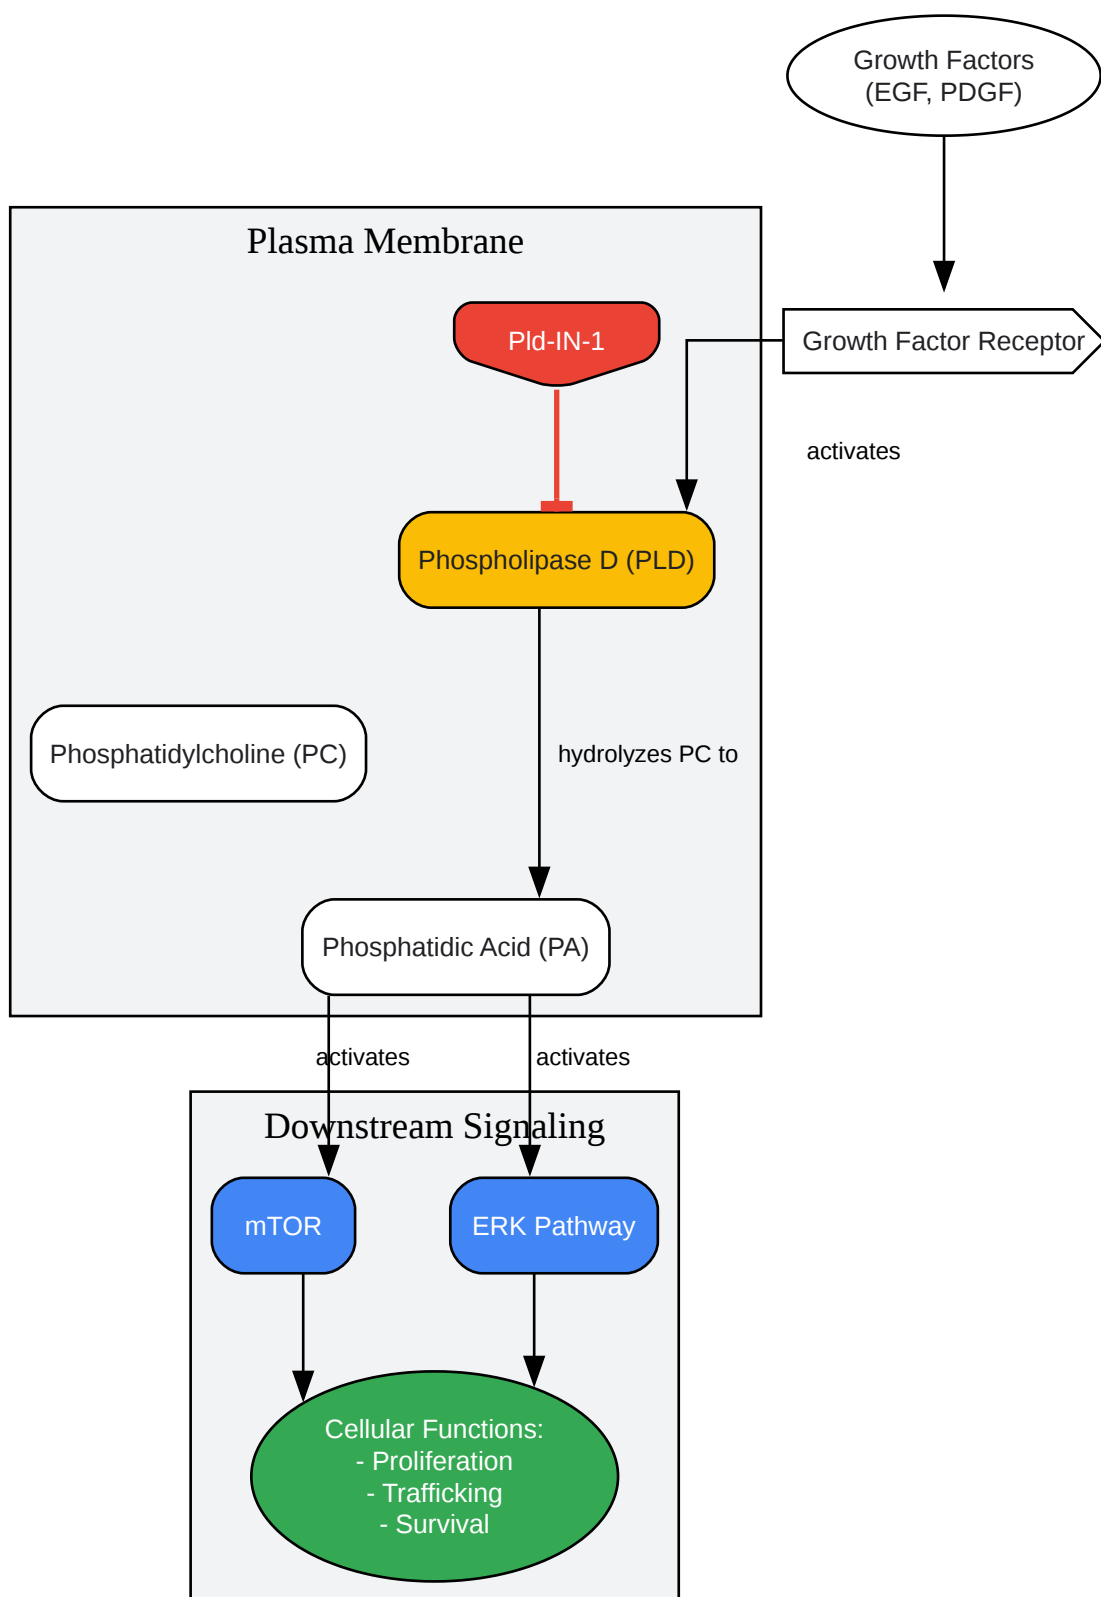 Growth Factors
(EGF, PDGF)
Plasma Membrane
Pld-IN-1
Growth Factor Receptor
activates
Phospholipase D (PLD)
Phosphatidylcholine (PC)
hydrolyzes PC to
Phosphatidic Acid (PA)
activates
activates
Downstream Signaling
mTOR
ERK Pathway
Cellular Functions:
- Proliferation
- Trafficking
- Survival